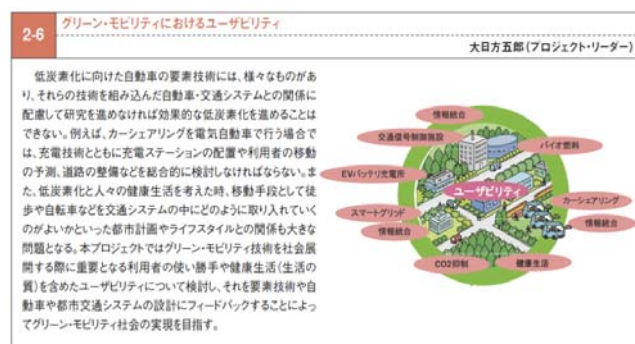 2-6
グリーン・モビリティにおけるユーザビリティ
大日方五郎(プロジェクト・リーダー)
低炭素化に向けた自動車の要素技術には、様々なものがあ
り、それらの技術を組み込んだ自動車・交通システムとの関係に
配慮して研究を進めなければ効果的な低炭素化を進めることは
できない。例えば、カーシェアリングを電気自動車で行う場合で
は、充電技術とともに充電ステーションの配置や利用者の移動
の予測、道路の整備などを総合的に検討しなければならない。ま
た、低炭素化と人々の健康生活を考えた時、移動手段として徒
歩や自転車などを交通システムの中にどのように取り入れていく
のがよいかといった都市計画やライフスタイルとの関係も大きな
問題となる。本プロジェクトではグリーン・モビリティ技術を社会展
開する際に重要となる利用者の使い勝手や健康生活(生活の
質)を含めたユーザビリティについて検討し、それを要素技術や自
動車や都市交通システムの設計にフィードバックすることによっ
てグリーン・モビリティ社会の実現を目指す。
情報統合
交通信号制御施設
バイオ燃料
EVバッテリ充電所
ユーザビリティ
カーシェアリング
スマートグリッド
情報統合
情報統合
CO2抑制
健康生活